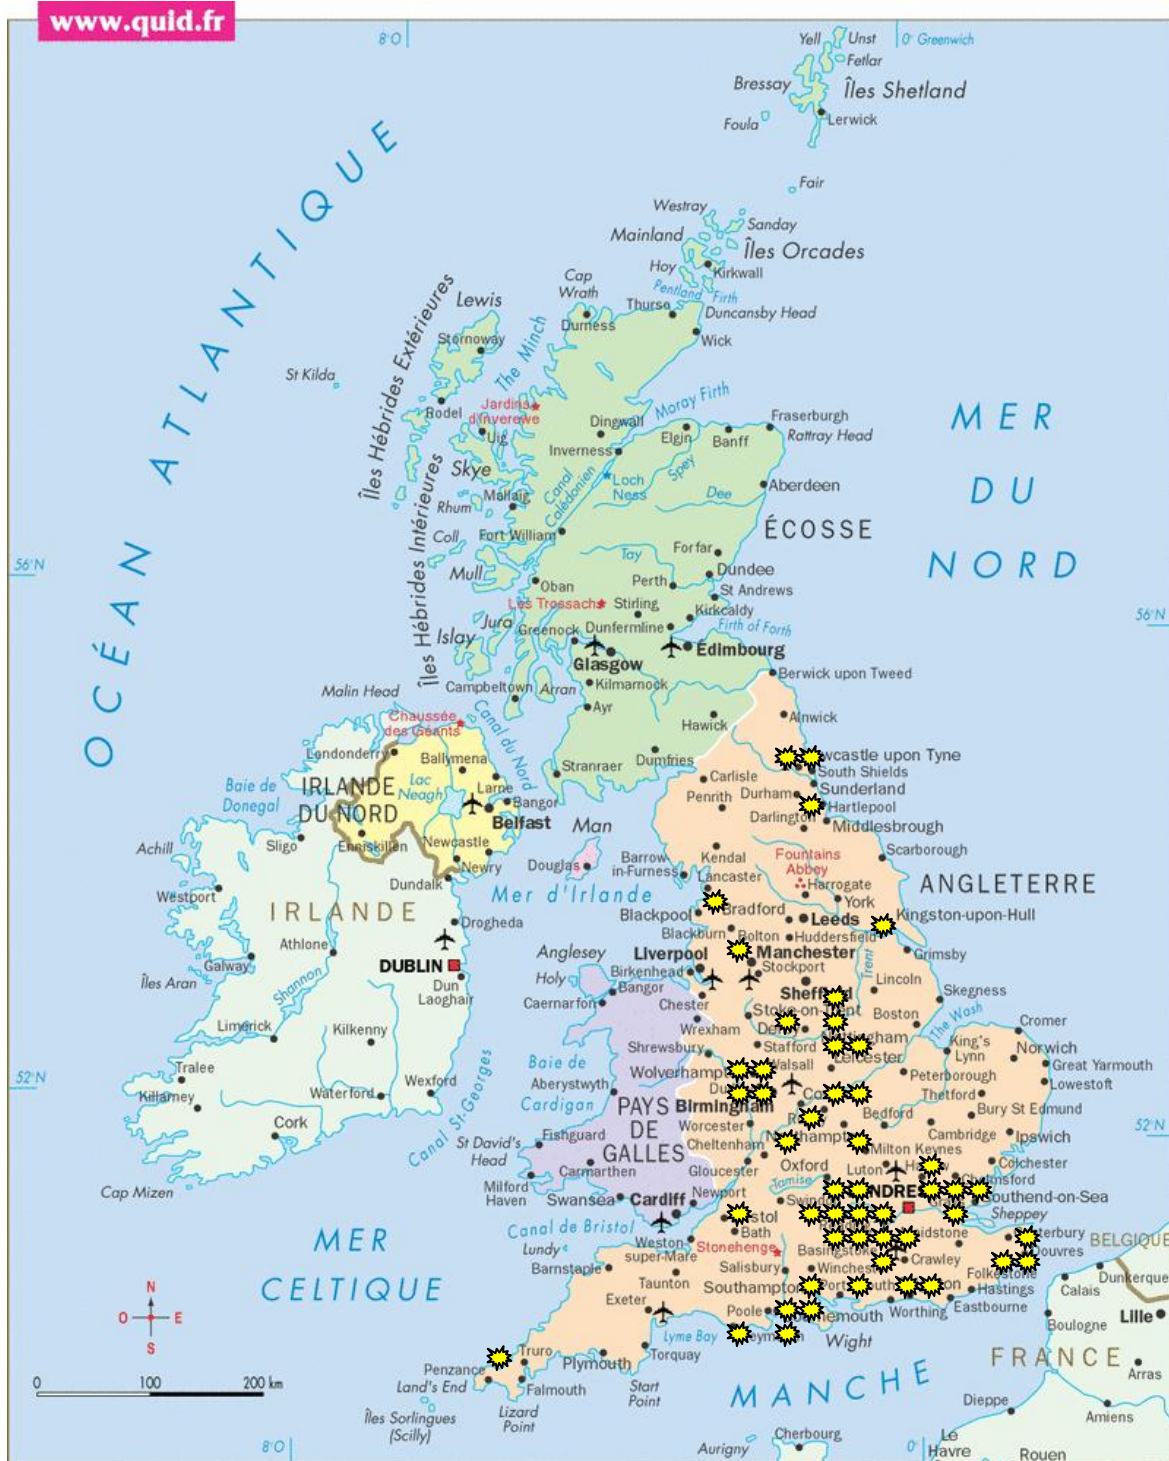 www.quid.fr
8°O
0° Greenwich
Yell
Unst
Fetlar
Bressay
Îles Shetland
Foula
Lerwick
Fair
OCÉAN ATLANTIQUE
Westray
Sanday
Mainland
Îles Orcades
Hoy
Kirkwall
Cap
Wrath
Pentland Firth
Lewis
Thurso
Duncansby Head
Durness
Stornoway
Wick
The Minch
Îles Hébrides Extérieures
St Kilda
Jardins
d'Inverewe
Rodel
Uig
Moray Firth
Fraserburgh
Rattray Head
Dingwall
Elgin
Banff
Inverness
MER
DU
NORD
Skye
Canal
Calédonien
Loch
Ness
Spey
Dee
Aberdeen
Mallaig
Rhum
Îles Hébrides Intérieures
Coll
Fort William
ÉCOSSE
56°N
Mull
Tay
Forfar
Oban
Perth
Dundee
St Andrews
Les Trossachs
Stirling
Kirkcaldy
56°N
Jura
Islay
Greenock
Dunfermline
Firth of Forth
Glasgow
Édimbourg
Berwick upon Tweed
Malin Head
Campbeltown
Arran
Kilmarnock
Ayr
Hawick
Alnwick
Chaussée
des Géants
Canal du Nord
Londonderry
Ballymena
Stranraer
Dumfries
wcastle upon Tyne
South Shields
Baie de
Donegal
IRLANDE
DU NORD
Lac
Neagh
Larne
Bangor
Belfast
Carlisle
Penrith
Durham
Sunderland
Hartlepool
Darlington
Middlesbrough
Man
Achill
Sligo
Enniskillen
Newcastle
Newry
Douglas
Barrow-
in-Furness
Kendal
Lancaster
Fountains
Abbey
Scarborough
Westport
Dundalk
Mer d'Irlande
Harrogate
York
ANGLETERRE
IRLANDE
Drogheda
Blackpool
Bradford
Leeds
Kingston-upon-Hull
Blackburn
Bolton
Huddersfield
Athlone
Anglesey
Liverpool
Manchester
Trent
Grimsby
Galway
DUBLIN
Holy
Birkenhead
Stockport
Îles Aran
Shannon
Dun
Laoghair
Bangor
Caernarfon
Chester
Lincoln
Skegness
Limerick
Kilkenny
Wrexham
Stoke-on-Trent
Boston
The Wash
Cromer
Shrewsbury
Stafford
Leicester
King's
Lynn
Norwich
Tralee
Killarney
52°N
Baie de
Cardigan
Aberystwyth
Walsall
Peterborough
Great Yarmouth
Lowestoft
Waterford
Wexford
Thetford
Cork
Canal St-Georges
PAYS
DE
GALLES
Birmingham
Bury St Edmund
Worcester
Bedford
Cambridge
Ipswich
52°N
St David's
Head
Fishguard
Cheltenham
Milton Keynes
Carmarthen
Gloucester
Oxford
Luton
Colchester
Cap Mizen
Milford
Haven
Swansea
Cardiff
Newport
Tamise
Southend-on-Sea
Sheppey
Canal de Bristol
Bath
MER
CELTIQUE
Lundy
Weston-
super-Mare
Stonehenge
Basingstoke
Crawley
Douvres
Folkestone
BELGIQUE
Barnstaple
Taunton
Salisbury
Winchester
Southampton
Hastings
Calais
Dunkerque
N
O
E
S
Exeter
Poole
Worthing
Eastbourne
Boulogne
Lille
Lyme Bay
Wight
Truro
Penzance
Plymouth
Torquay
FRANCE
0
100
200 km
Land's End
Falmouth
Start
Point
MANCHE
Arras
Îles Sorlingues
(Scilly)
Lizard
Point
Dieppe
Amiens
8°O
Aurigny
Cherbourg
0°
Le
Havre
Rouen